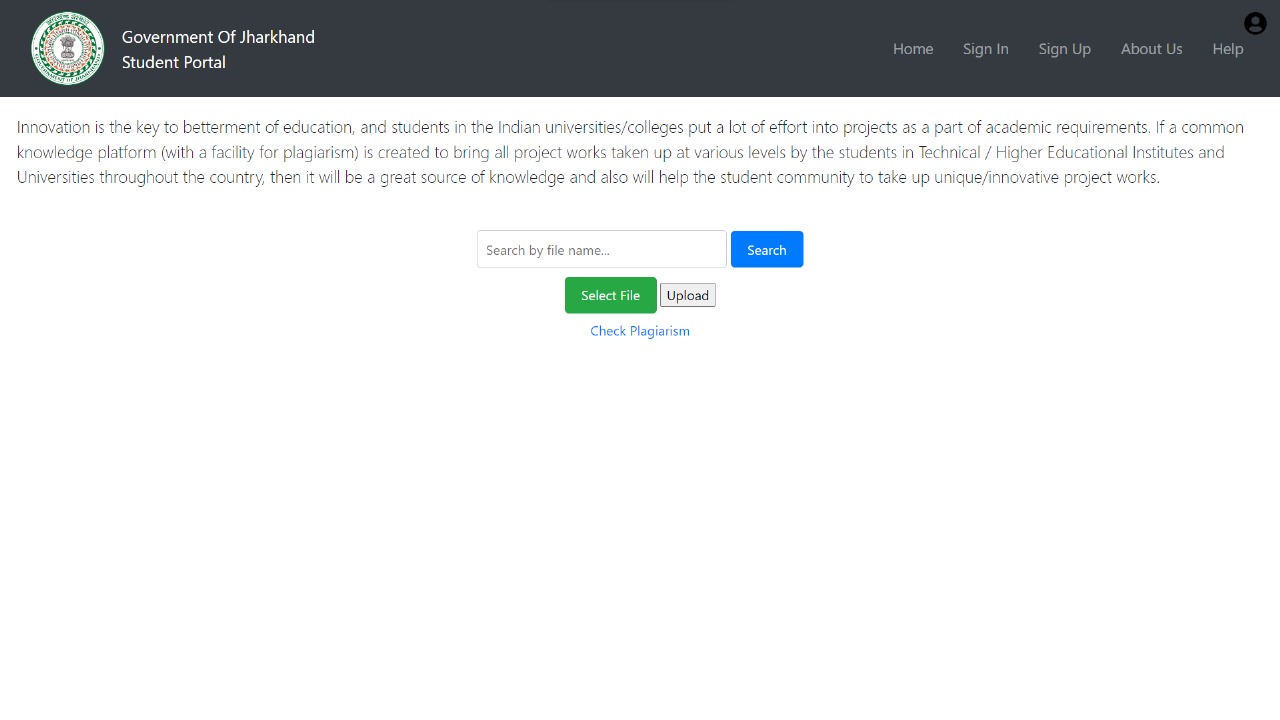 Government Of Jharkhand
Student Portal
Home
Sign In
Sign Up
About Us
Help
Innovation is the key to betterment of education, and students in the Indian universities/colleges put a lot of effort into projects as a part of academic requirements. If a common
knowledge platform (with a facility for plagiarism) is created to bring all project works taken up at various levels by the students in Technical / Higher Educational Institutes and
Universities throughout the country, then it will be a great source of knowledge and also will help the student community to take up unique/innovative project works.
Search by file name...
Search
Select File
Upload
Check Plagiarism